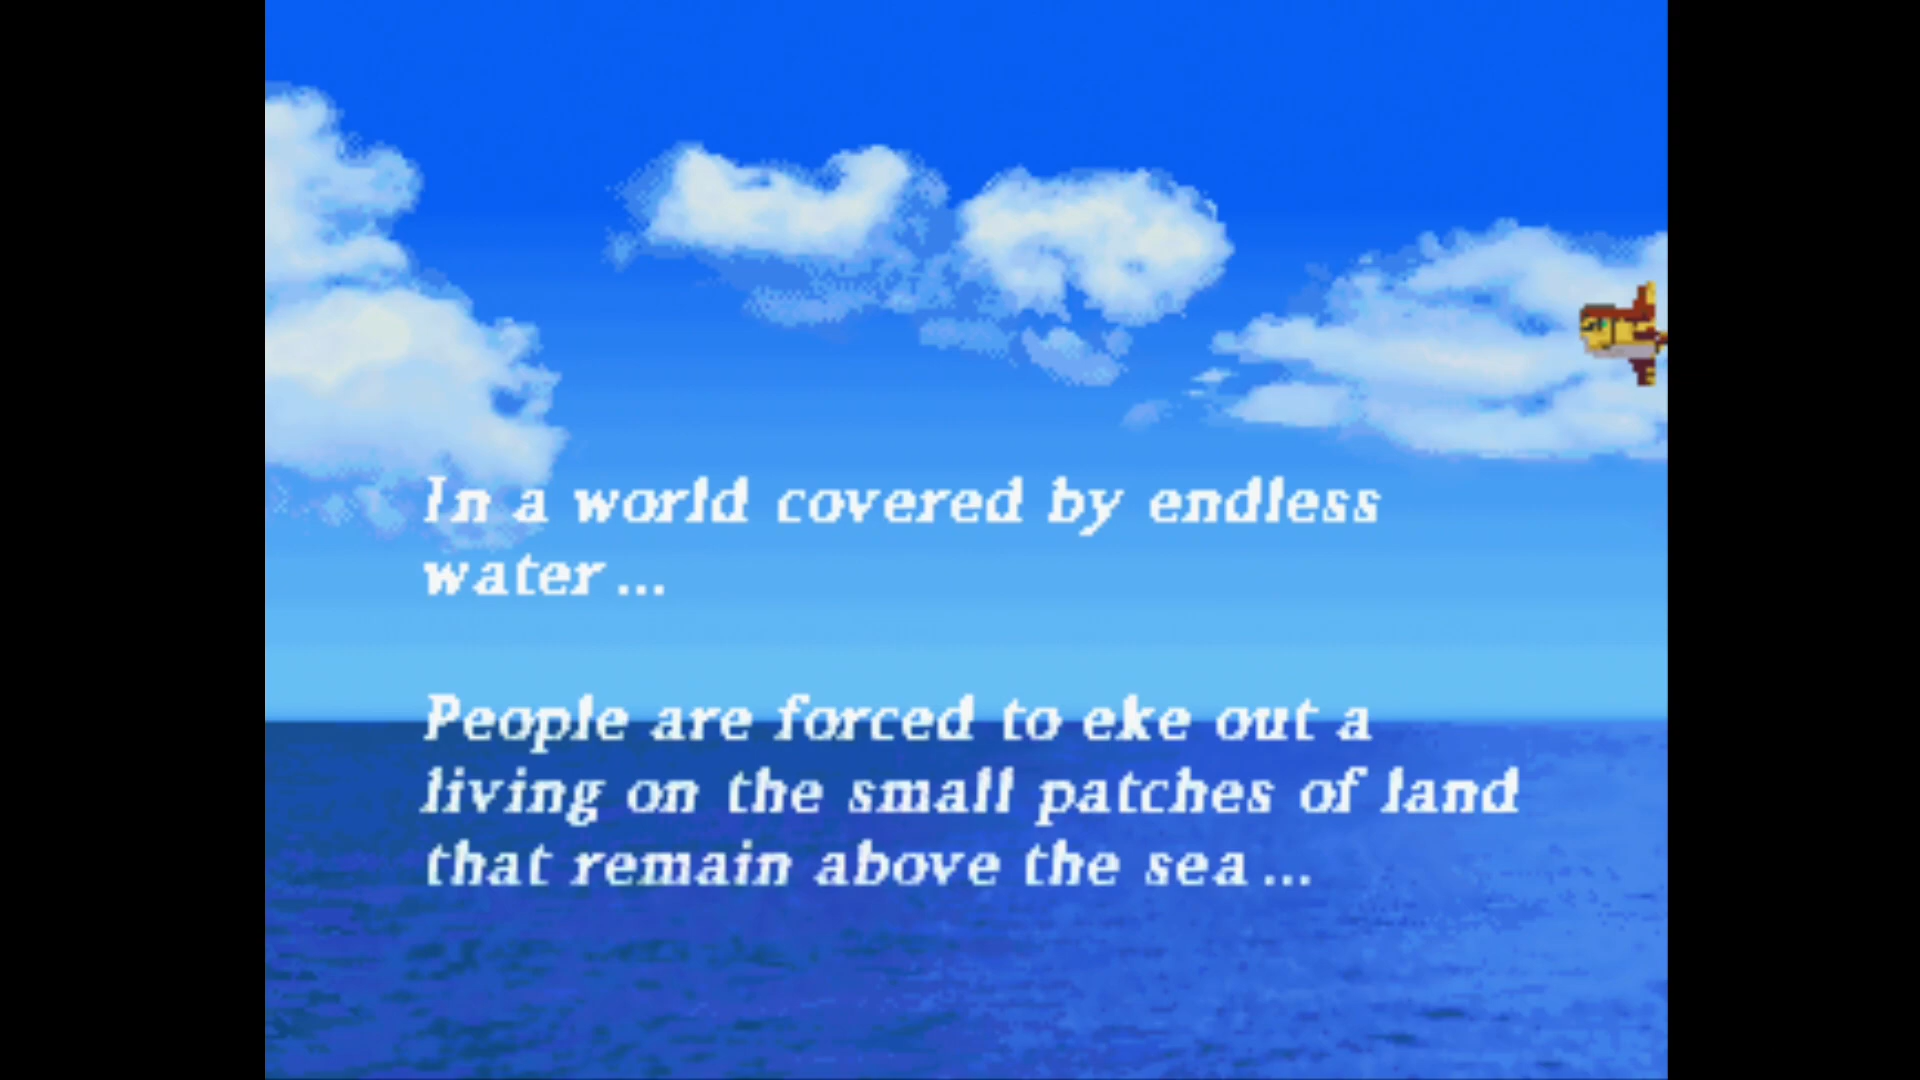 In a world covered by endless
water...
People are forced to eke out a
living on the small patches of land
that remain above the sea...